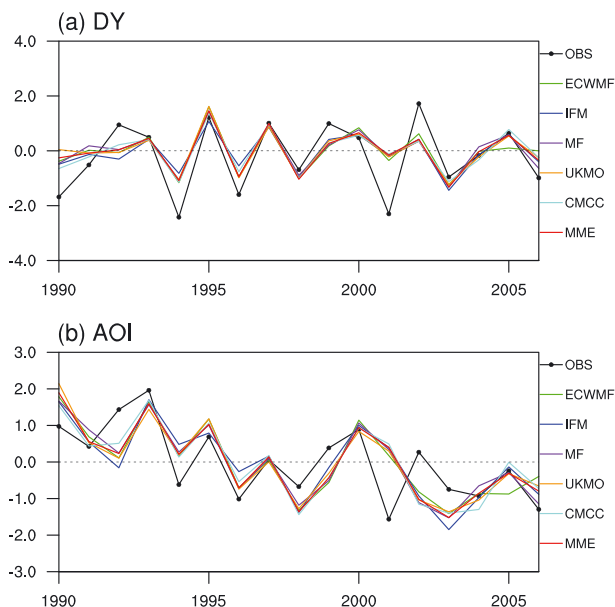 (a) DY
4.0
2.0
0.0
-2.0
-4.0
1990
1995
2000
2005
OBS
ECWMF
IFM
MF
UKMO
CMCC
MME
(b) AOI
3.0
2.0
1.0
0.0
-1.0
-2.0
-3.0
1990
1995
2000
2005
OBS
ECWMF
IFM
MF
UKMO
CMCC
MME